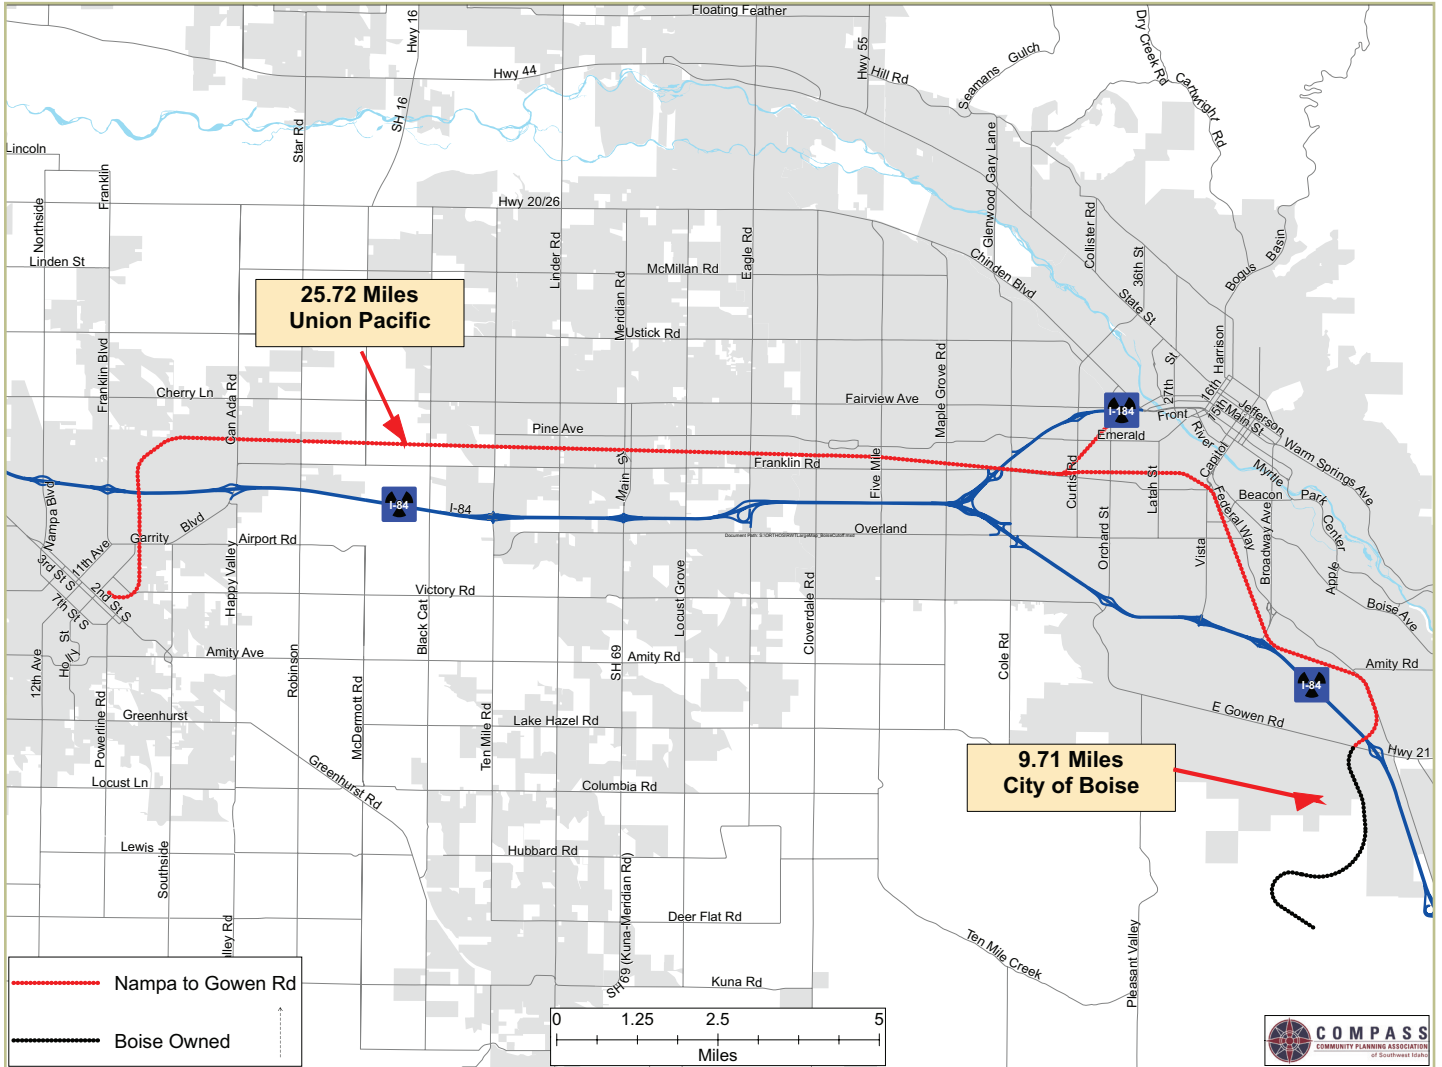 Floating Feather
Hwy 16
Hwy 44
Hwy 55
Hill Rd
Seamans Gulch
Dry Creek Rd
Cartwright Rd
SH 16
Star Rd
Lincoln
Franklin
Northside
Linden St
Hwy 20/26
Glenwood Gary Lane
Collister Rd
36th St
Bogus Basin
Linder Rd
McMillan Rd
Eagle Rd
Chinden Blvd
State St
25.72 Miles
Union Pacific
Meridian Rd
Ustick Rd
Harrison
Franklin Blvd
Cherry Ln
Can Ada Rd
Fairview Ave
Maple Grove Rd
I-184
27th St
16th
15th
Front
Emerald
Jefferson
Main St
River
Capitol
Warm Springs Ave
Myrtle
Park Center
Pine Ave
Franklin Rd
Five Mile
Main (S)
Curtis Rd
Latah St
Beacon
Federal Way
Broadway Ave
Nampa Blvd
I-84
I-84
Overland
Document Path: S:\ORTHOS\
Orchard St
Vista
Apple
Boise Ave
Garrity Blvd
Airport Rd
11th Ave
3rd St S
2nd St S
7th St S
Happy Valley
Victory Rd
Black Cat
Locust Grove
Cloverdale Rd
Cole Rd
Holly St
12th Ave
Amity Ave
Robinson
SH 69
Amity Rd
Amity Rd
I-84
Powerline Rd
Greenhurst
McDermott Rd
Ten Mile Rd
Lake Hazel Rd
E Gowen Rd
Hwy 21
9.71 Miles
City of Boise
Locust Ln
Greenhurst Rd
Columbia Rd
Lewis
Southside
Hubbard Rd
SH 69 (Kuna-Meridian Rd)
Deer Flat Rd
lley Rd
Ten Mile Creek
Pleasant Valley
Kuna Rd
Nampa to Gowen Rd
Boise Owned
0 1.25 2.5 5
Miles
COMPASS
COMMUNITY PLANNING ASSOCIATION
of Southwest Idaho